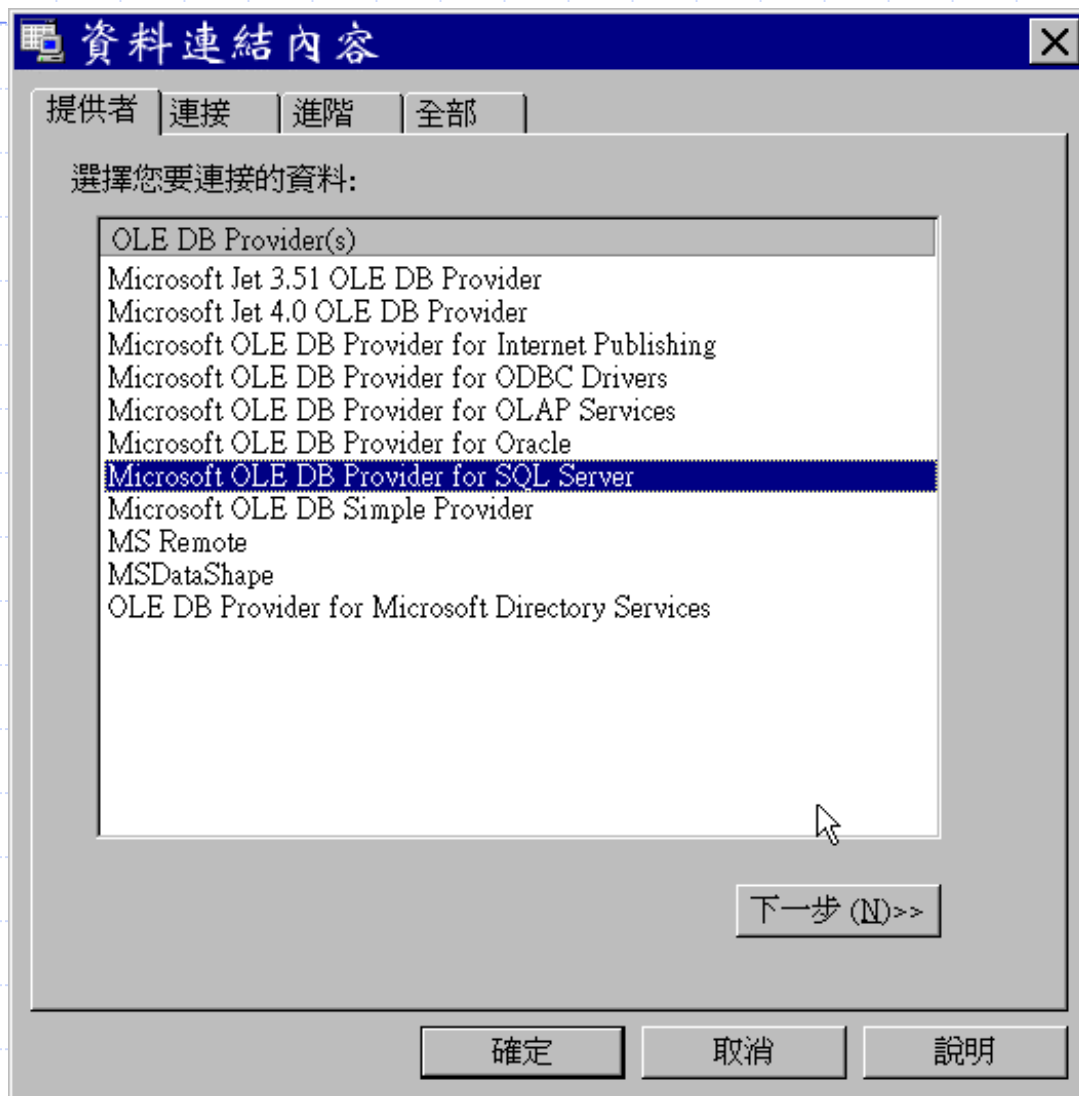 資料連結內容
提供者 連接 進階 全部
選擇您要連接的資料:
OLE DB Provider(s)
Microsoft Jet 3.51 OLE DB Provider
Microsoft Jet 4.0 OLE DB Provider
Microsoft OLE DB Provider for Internet Publishing
Microsoft OLE DB Provider for ODBC Drivers
Microsoft OLE DB Provider for OLAP Services
Microsoft OLE DB Provider for Oracle
Microsoft OLE DB Provider for SQL Server
Microsoft OLE DB Simple Provider
MS Remote
MSDataShape
OLE DB Provider for Microsoft Directory Services
下一步 (N)>>
確定 取消 說明